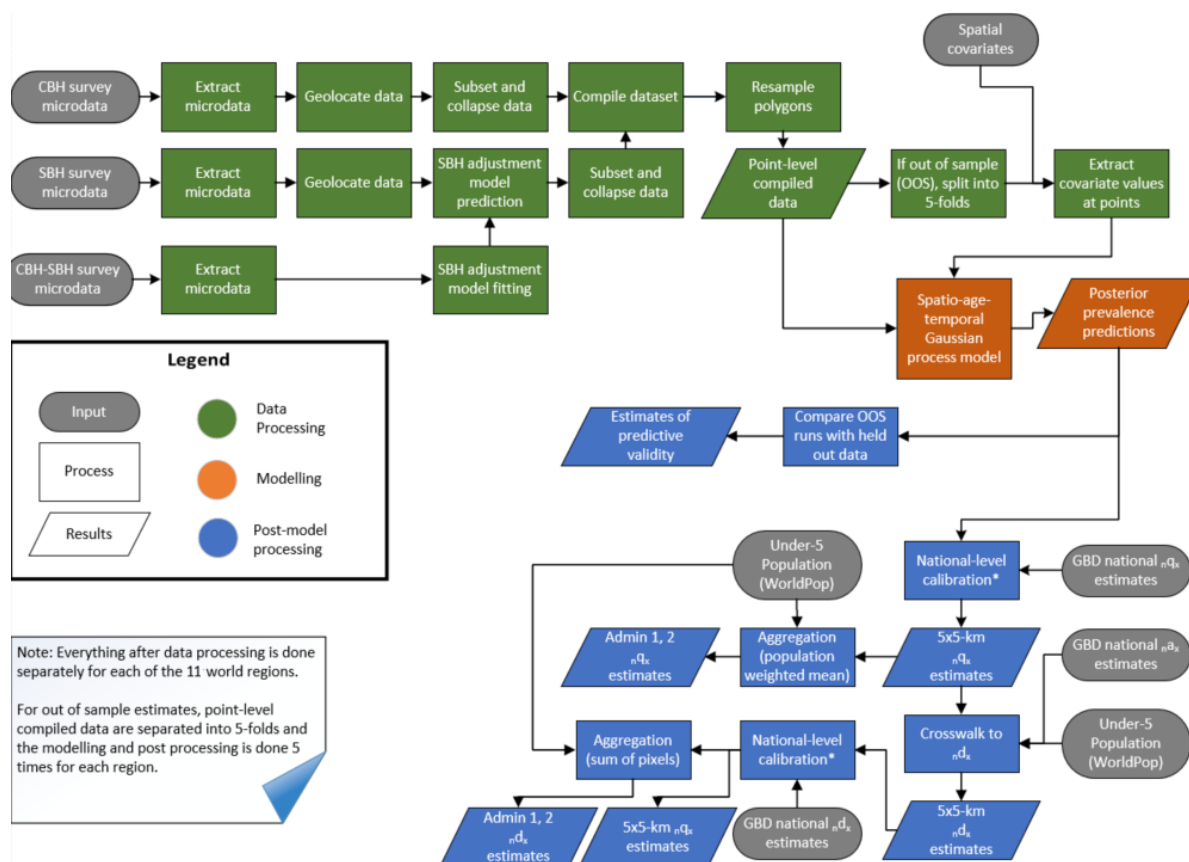 Spatial
covariates
CBH survey
microdata
Extract
microdata
Geolocate data
Subset and
collapse data
Compile dataset
Resample
polygons
SBH survey
microdata
Extract
microdata
Geolocate data
SBH adjustment
model
prediction
Subset and
collapse data
Point-level
compiled
data
If out of sample
(OOS), split into
5-folds
Extract
covariate values
at points
CBH-SBH survey
microdata
Extract
microdata
SBH adjustment
model fitting
Spatio-age-
temporal
Gaussian
process model
Posterior
prevalence
predictions
Legend
Input
Process
Results
Data
Processing
Modelling
Post-model
processing
Estimates of
predictive
validity
Compare OOS
runs with held
out data
Under-5
Population
(WorldPop)
National-level
calibration*
GBD national ₙqₓ
estimates
Admin 1, 2
ₙqₓ
estimates
Aggregation
(population
weighted mean)
5x5-km
ₙqₓ
estimates
GBD national ₙaₓ
estimates
Note: Everything after data processing is done
separately for each of the 11 world regions.
For out of sample estimates, point-level
compiled data are separated into 5-folds and
the modelling and post processing is done 5
times for each region.
Aggregation
(sum of pixels)
National-level
calibration*
Crosswalk to
ₙdₓ
Under-5
Population
(WorldPop)
Admin 1, 2
ₙdₓ
estimates
5x5-km ₙqₓ
estimates
GBD national ₙdₓ
estimates
5x5-km
ₙdₓ
estimates